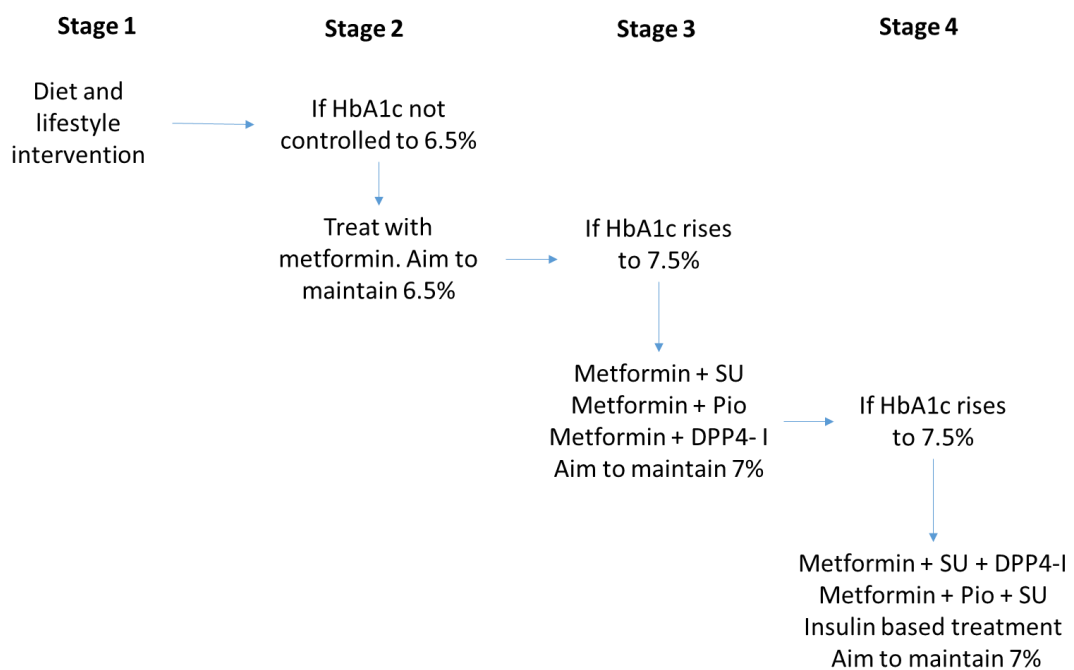 Stage 1
Stage 2
Stage 3
Stage 4
Diet and
lifestyle
intervention
If HbA1c not
controlled to 6.5%
Treat with
metformin. Aim to
maintain 6.5%
If HbA1c rises
to 7.5%
Metformin + SU
Metformin + Pio
Metformin + DPP4- I
Aim to maintain 7%
If HbA1c rises
to 7.5%
Metformin + SU + DPP4-I
Metformin + Pio + SU
Insulin based treatment
Aim to maintain 7%